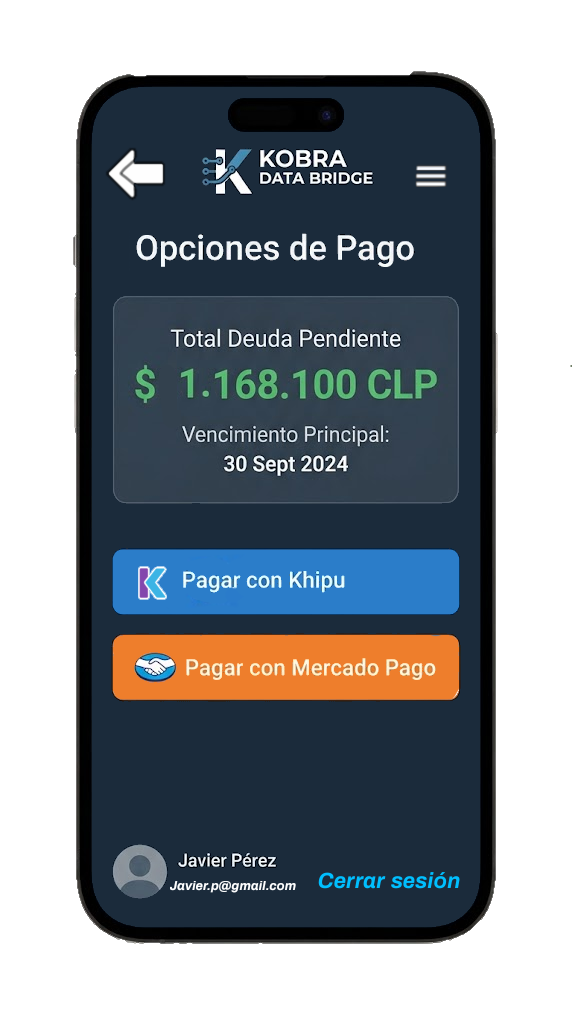 KOBRA
DATA BRIDGE
Opciones de Pago
Total Deuda Pendiente
$ 1.168.100 CLP
Vencimiento Principal:
30 Sept 2024
Pagar con Khipu
Pagar con Mercado Pago
Javier Pérez
Javier.p@gmail.com
Cerrar sesión